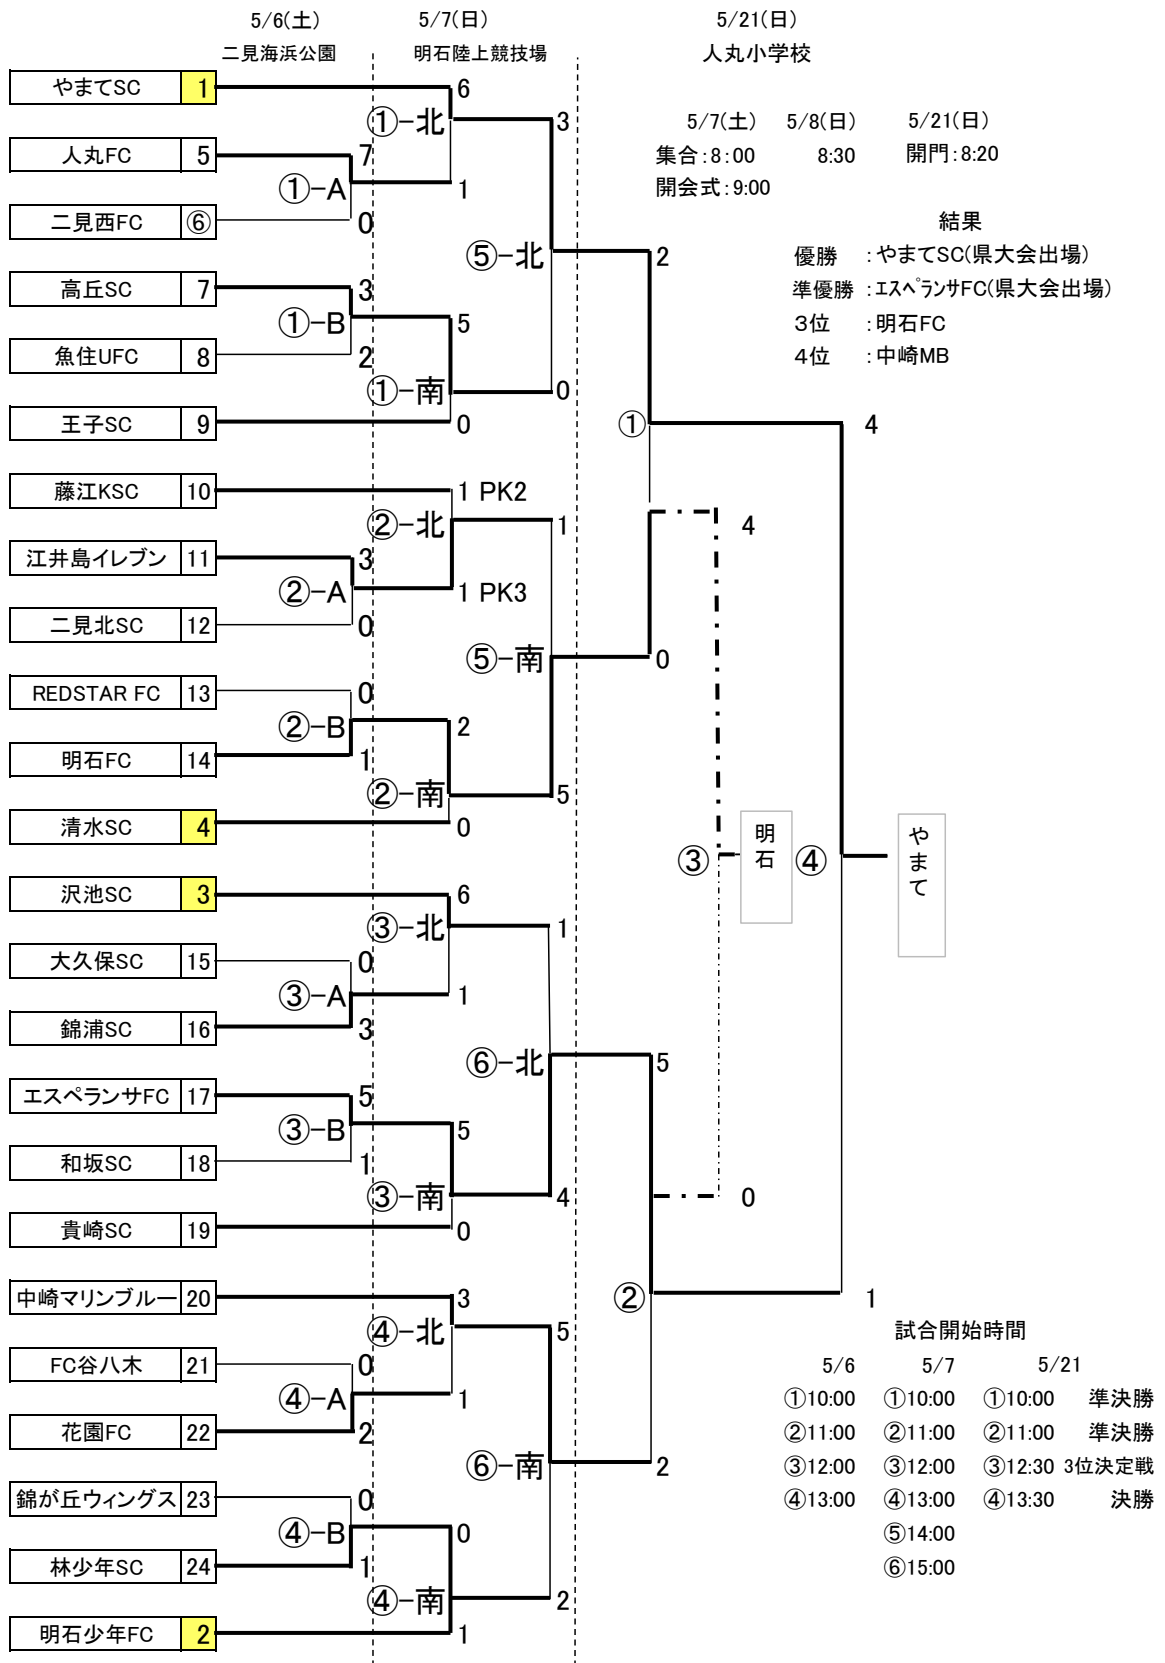 5/6(土) 5/7(日) 5/21(日)
二見海浜公園 明石陸上競技場 人丸小学校
5/7(土) 5/8(日) 5/21(日)
集合:8:00 8:30 開門:8:20
開会式:9:00
結果
優勝 :やまてSC(県大会出場)
準優勝 :エスペランサFC(県大会出場)
3位 :明石FC
4位 :中崎MB
やまてSC 1
6
①-北
3
人丸FC 5
7
①-A
1
二見西FC ⑥
0
⑤-北
2
高丘SC 7
3
①-B
5
魚住UFC 8
2
①-南
0
王子SC 9
0
①
4
藤江KSC 10
1 PK2
②-北
1
4
江井島イレブン 11
3
②-A
1 PK3
二見北SC 12
0
⑤-南
0
REDSTAR FC 13
0
②-B
2
明石FC 14
1
②-南
5
清水SC 4
0
③
明石
④
やまて
沢池SC 3
6
③-北
1
大久保SC 15
0
③-A
1
錦浦SC 16
3
⑥-北
5
エスペランサFC 17
5
③-B
5
和坂SC 18
1
③-南
4
0
貴崎SC 19
0
中崎マリンブルー 20
3
②
1
④-北
5
FC谷八木 21
0
④-A
1
花園FC 22
2
⑥-南
2
錦が丘ウィングス 23
0
④-B
0
林少年SC 24
1
④-南
2
明石少年FC 2
1
試合開始時間
5/6 5/7 5/21
①10:00 ①10:00 ①10:00 準決勝
②11:00 ②11:00 ②11:00 準決勝
③12:00 ③12:00 ③12:30 3位決定戦
④13:00 ④13:00 ④13:30 決勝
⑤14:00
⑥15:00